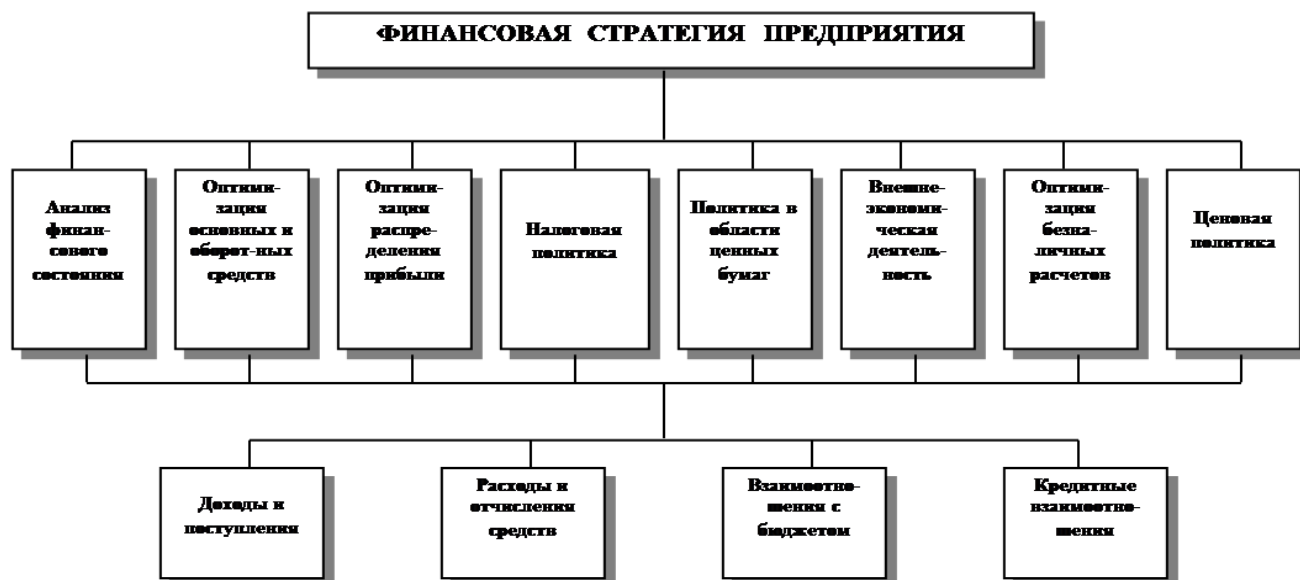 ФИНАНСОВАЯ СТРАТЕГИЯ ПРЕДПРИЯТИЯ
Анализ
финан-
сового
состояния
Оптими-
зация
основных и
оборот-ных
средств
Оптими-
зация
распре-
деления
прибыли
Налоговая
политика
Политика в
области
ценных
бумаг
Внешне-
экономи-
ческая
деятель-
ность
Оптими-
зация
безна-
личных
расчетов
Ценовая
политика
Доходы и
поступления
Расходы и
отчисления
средств
Взаимоотно-
шения с
бюджетом
Кредитные
взаимоотно-
шения